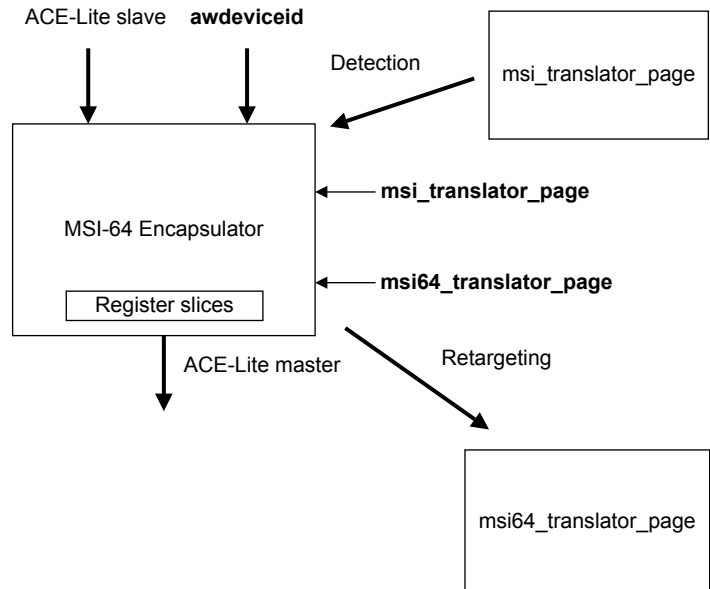 ACE-Lite slave awdeviceid
Detection
msi_translator_page
msi_translator_page
MSI-64 Encapsulator
msi64_translator_page
Register slices
ACE-Lite master
Retargeting
msi64_translator_page